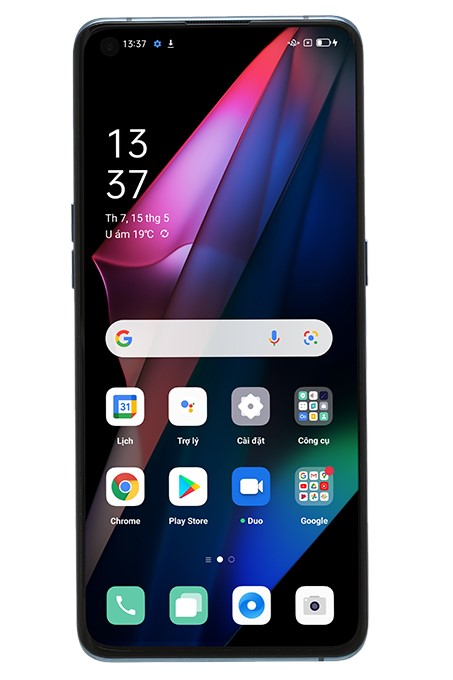 13:37
13
37
Th 7, 15 thg 5
U ám 19°C
G
31
Lịch
Trợ lý
Cài đặt
Công cụ
Chrome
Play Store
Duo
Google